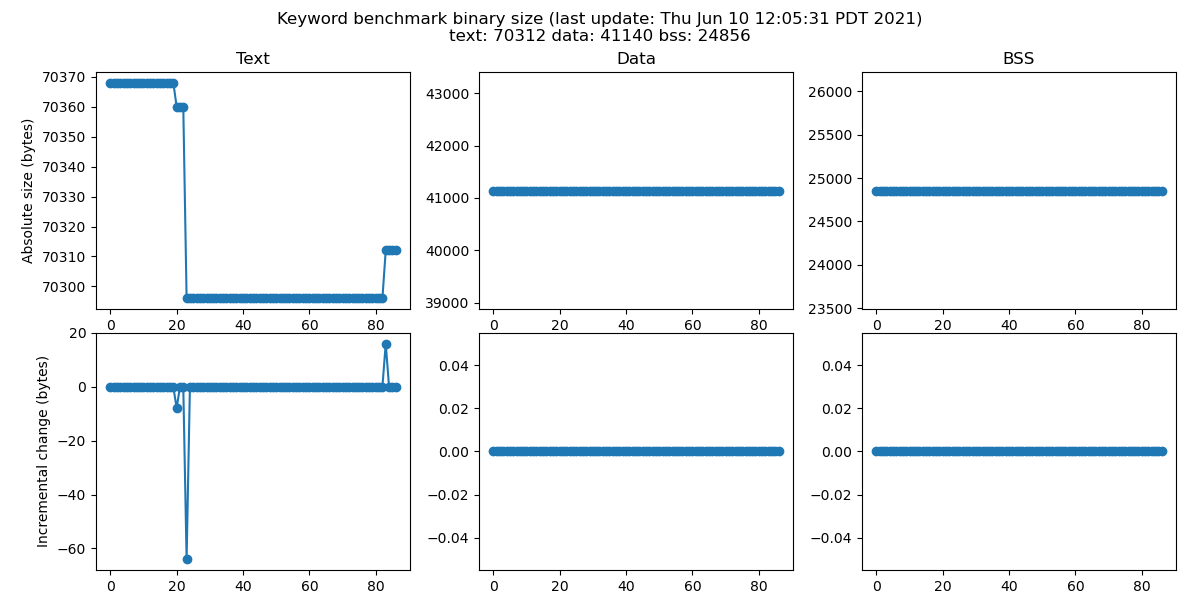 Keyword benchmark binary size (last update: Thu Jun 10 12:05:31 PDT 2021)
text: 70312 data: 41140 bss: 24856
Text
Data
BSS
Absolute size (bytes)
70370
70360
70350
70340
70330
70320
70310
70300
0 20 40 60 80
43000
42000
41000
40000
39000
0 20 40 60 80
26000
25500
25000
24500
24000
23500
0 20 40 60 80
Incremental change (bytes)
20
0
−20
−40
−60
0 20 40 60 80
0.04
0.02
0.00
−0.02
−0.04
0 20 40 60 80
0.04
0.02
0.00
−0.02
−0.04
0 20 40 60 80